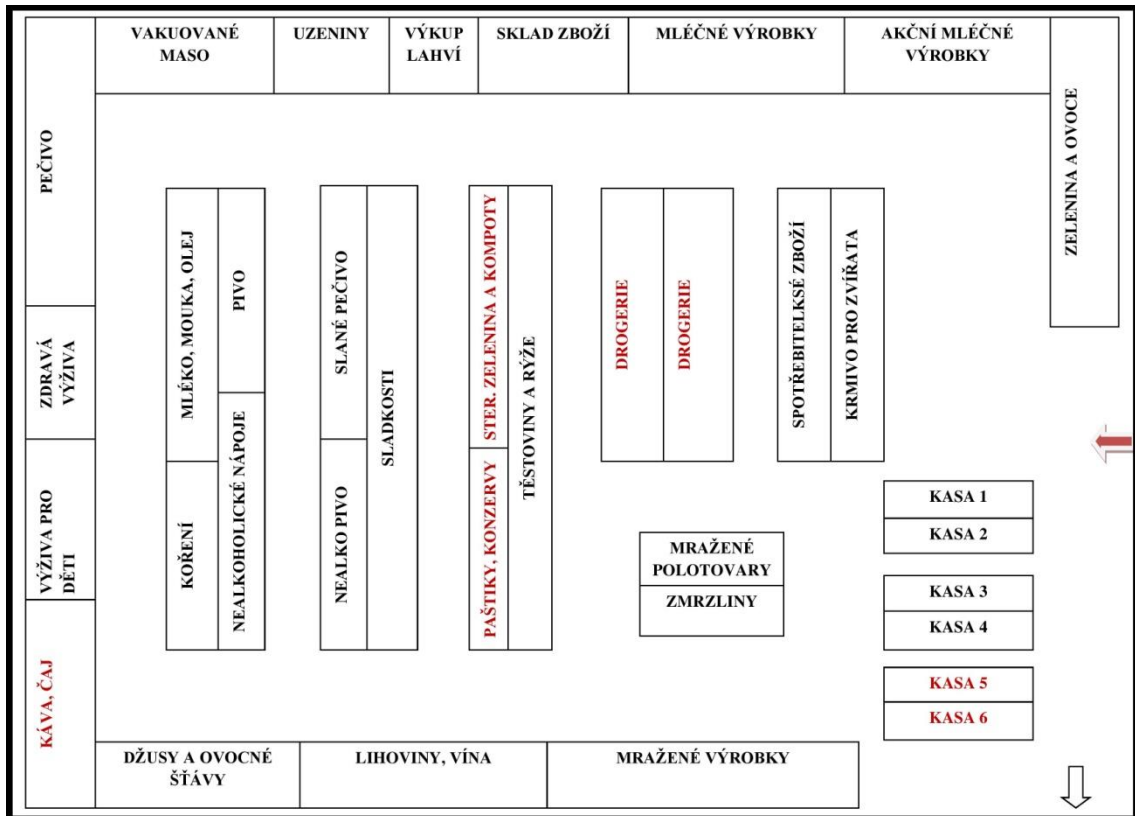 VAKUOVANÉ
MASO
UZENINY
VÝKUP
LAHVÍ
SKLAD ZBOŽÍ
MLÉČNÉ VÝROBKY
AKČNÍ MLÉČNÉ
VÝROBKY
PEČIVO
ZDRAVÁ
VÝŽIVA
VÝŽIVA PRO
DĚTI
KÁVA, ČAJ
MLÉKO, MOUKA, OLEJ
KOŘENÍ
PIVO
NEALKOHOLICKÉ NÁPOJE
SLANÉ PEČIVO
NEALKO PIVO
SLADKOSTI
STER. ZELENINA A KOMPOTY
PAŠTIKY, KONZERVY
TĚSTOVINY A RÝŽE
DROGERIE
DROGERIE
SPOTŘEBITELKSÉ ZBOŽÍ
KRMIVO PRO ZVÍŘATA
ZELENINA A OVOCE
MRAŽENÉ
POLOTOVARY
ZMRZLINY
KASA 1
KASA 2
KASA 3
KASA 4
KASA 5
KASA 6
DŽUSY A OVOCNÉ
ŠŤÁVY
LIHOVINY, VÍNA
MRAŽENÉ VÝROBKY